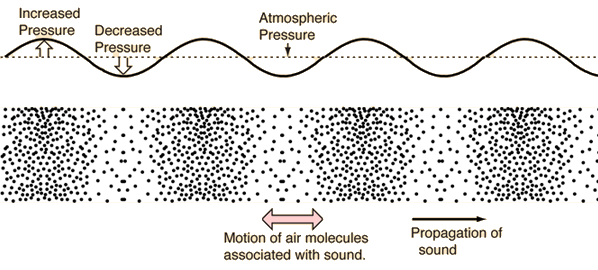 Increased
Pressure
Decreased
Pressure
Atmospheric
Pressure
Motion of air molecules
associated with sound.
Propagation of
sound